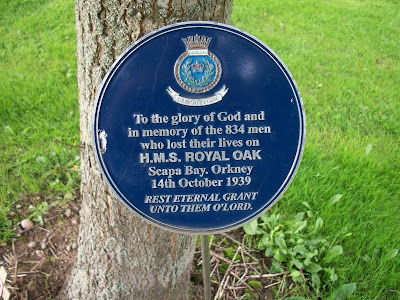 To the glory of God and
in memory of the 834 men
who lost their lives on
H.M.S. ROYAL OAK
Scapa Bay. Orkney
14th October 1939
REST ETERNAL GRANT
UNTO THEM O'LORD.